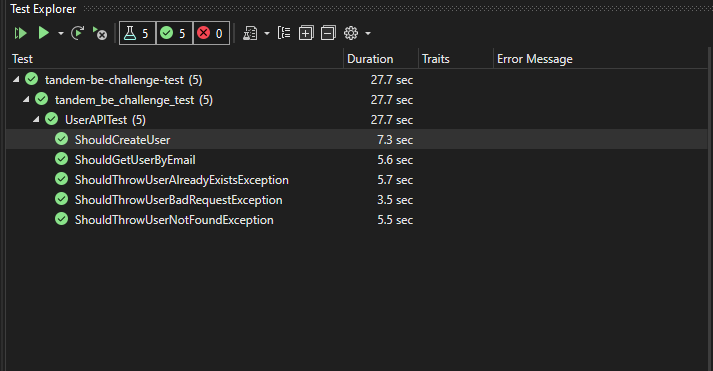 Test Explorer
5 5 0
Test Duration Traits Error Message
tandem-be-challenge-test (5) 27.7 sec
tandem_be_challenge_test (5) 27.7 sec
UserAPITest (5) 27.7 sec
ShouldCreateUser 7.3 sec
ShouldGetUserByEmail 5.6 sec
ShouldThrowUserAlreadyExistsException 5.7 sec
ShouldThrowUserBadRequestException 3.5 sec
ShouldThrowUserNotFoundException 5.5 sec